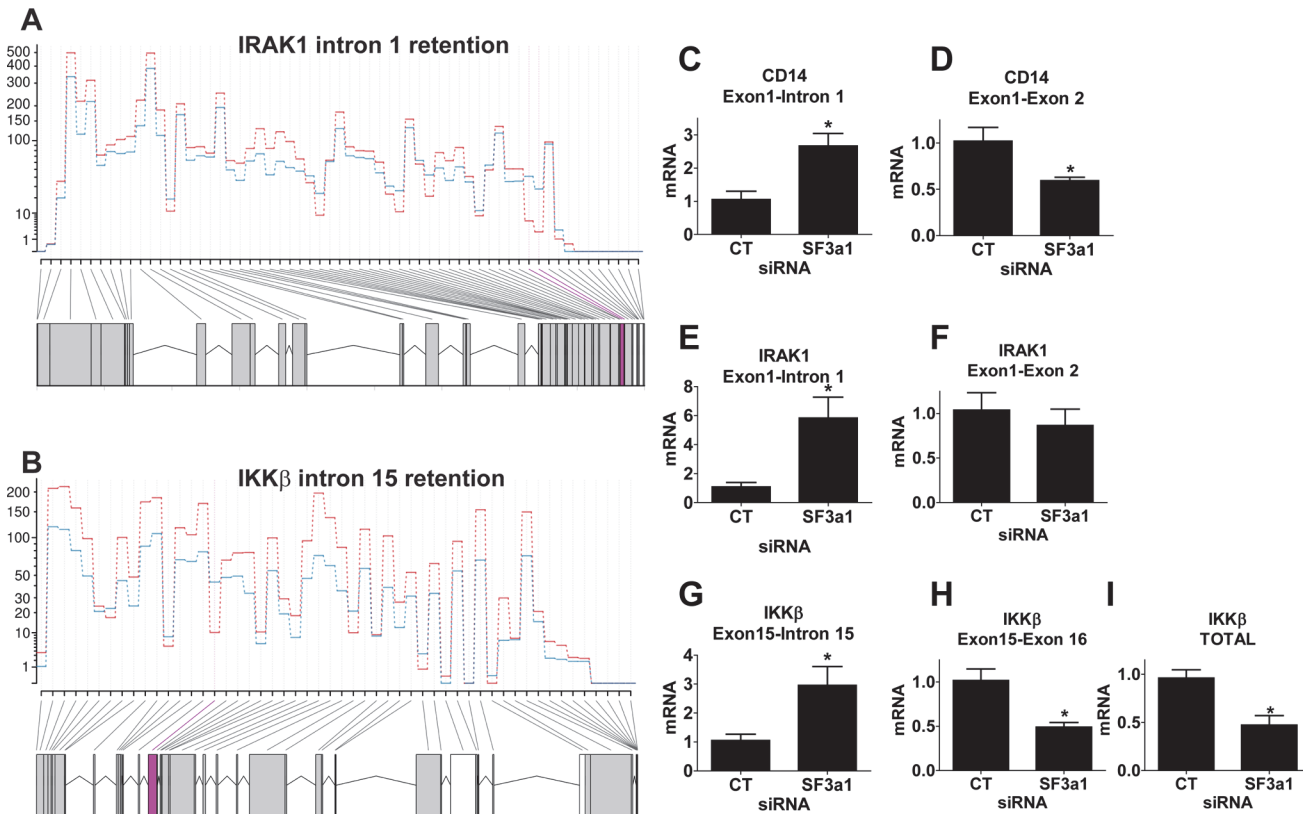 A
IRAK1 intron 1 retention
500
400
300
200
150
100
10
1
B
IKKβ intron 15 retention
200
100
50
30
20
10
1
C
CD14
Exon1-Intron 1
mRNA
3
2
1
0
*
CT SF3a1
siRNA
D
CD14
Exon1-Exon 2
mRNA
1.0
0.5
0.0
*
CT SF3a1
siRNA
E
IRAK1
Exon1-Intron 1
mRNA
8
6
4
2
0
*
CT SF3a1
siRNA
F
IRAK1
Exon1-Exon 2
mRNA
1.0
0.5
0.0
CT SF3a1
siRNA
G
IKKβ
Exon15-Intron 15
mRNA
4
3
2
1
0
*
CT SF3a1
siRNA
H
IKKβ
Exon15-Exon 16
mRNA
1.0
0.5
0.0
*
CT SF3a1
siRNA
I
IKKβ
TOTAL
mRNA
1.0
0.5
0.0
*
CT SF3a1
siRNA